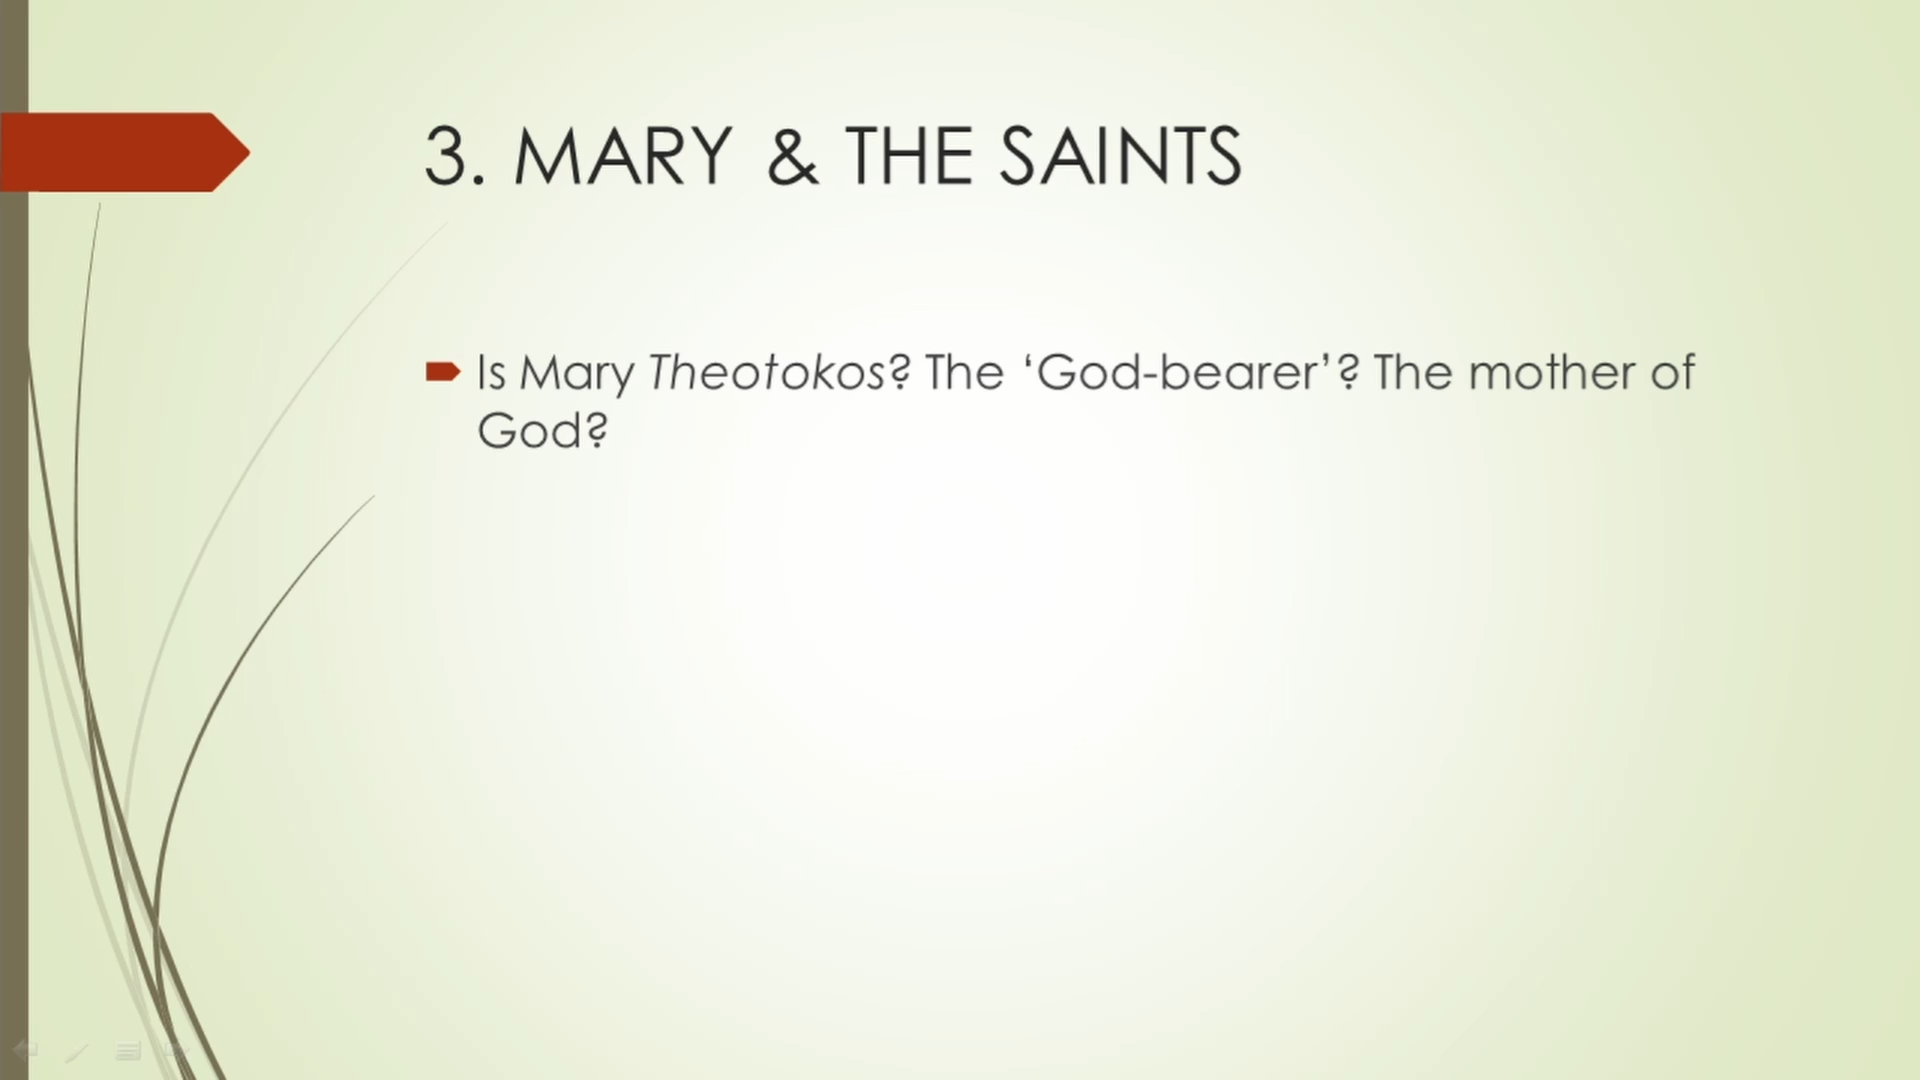 3. MARY & THE SAINTS
Is Mary Theotokos? The ‘God-bearer’? The mother of
God?